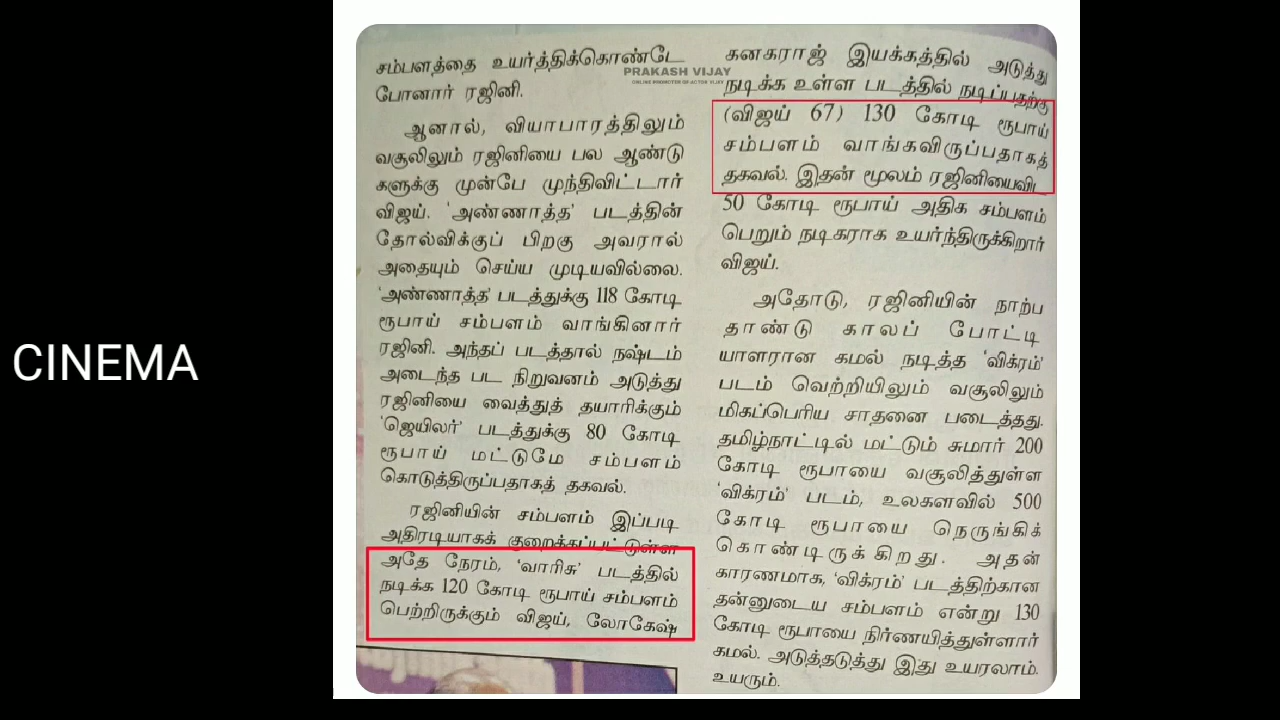 CINEMA
சம்பளத்தை உயர்த்திக்கொண்டே
போனார் ரஜினி.
ஆனால், வியாபாரத்திலும்
வசூலிலும் ரஜினியை பல ஆண்டு
களுக்கு முன்பே முந்திவிட்டார்
விஜய். 'அண்ணாத்த' படத்தின்
தோல்விக்குப் பிறகு அவரால்
அதையும் செய்ய முடியவில்லை.
'அண்ணாத்த' படத்துக்கு 118 கோடி
ரூபாய் சம்பளம் வாங்கினார்
ரஜினி. அந்தப் படத்தால் நஷ்டம்
அடைந்த பட நிறுவனம் அடுத்து
ரஜினியை வைத்துத் தயாரிக்கும்
'ஜெயிலர்' படத்துக்கு 80 கோடி
ரூபாய் மட்டுமே சம்பளம்
கொடுத்திருப்பதாகத் தகவல்.
ரஜினியின் சம்பளம் இப்படி
அதிரடியாகக் குறைக்கப்பட்டுள்ள
அதே நேரம், 'வாரிசு' படத்தில்
நடிக்க 120 கோடி ரூபாய் சம்பளம்
பெற்றிருக்கும் விஜய், லோகேஷ்
கனகராஜ் இயக்கத்தில் அடுத்து
PRAKASH VIJAY
ONLINE PROMOTER OF ACTOR VIJAY
நடிக்க உள்ள படத்தில் நடிப்பதற்கு
(விஜய் 67) 130 கோடி ரூபாய்
சம்பளம் வாங்கவிருப்பதாகத்
தகவல். இதன் மூலம் ரஜினியைவிட
50 கோடி ரூபாய் அதிக சம்பளம்
பெறும் நடிகராக உயர்ந்திருக்கிறார்
விஜய்.
அதோடு, ரஜினியின் நாற்ப
தாண்டு காலப் போட்டி
யாளரான கமல் நடித்த 'விக்ரம்'
படம் வெற்றியிலும் வசூலிலும்
மிகப்பெரிய சாதனை படைத்தது.
தமிழ்நாட்டில் மட்டும் சுமார் 200
கோடி ரூபாயை வசூலித்துள்ள
'விக்ரம்' படம், உலகளவில் 500
கோடி ரூபாயை நெருங்கிக்
கொண்டிருக்கிறது. அதன்
காரணமாக, 'விக்ரம்' படத்திற்கான
தன்னுடைய சம்பளம் என்று 130
கோடி ரூபாயை நிர்ணயித்துள்ளார்
கமல். அடுத்தடுத்து இது உயரலாம்.
உயரும்.